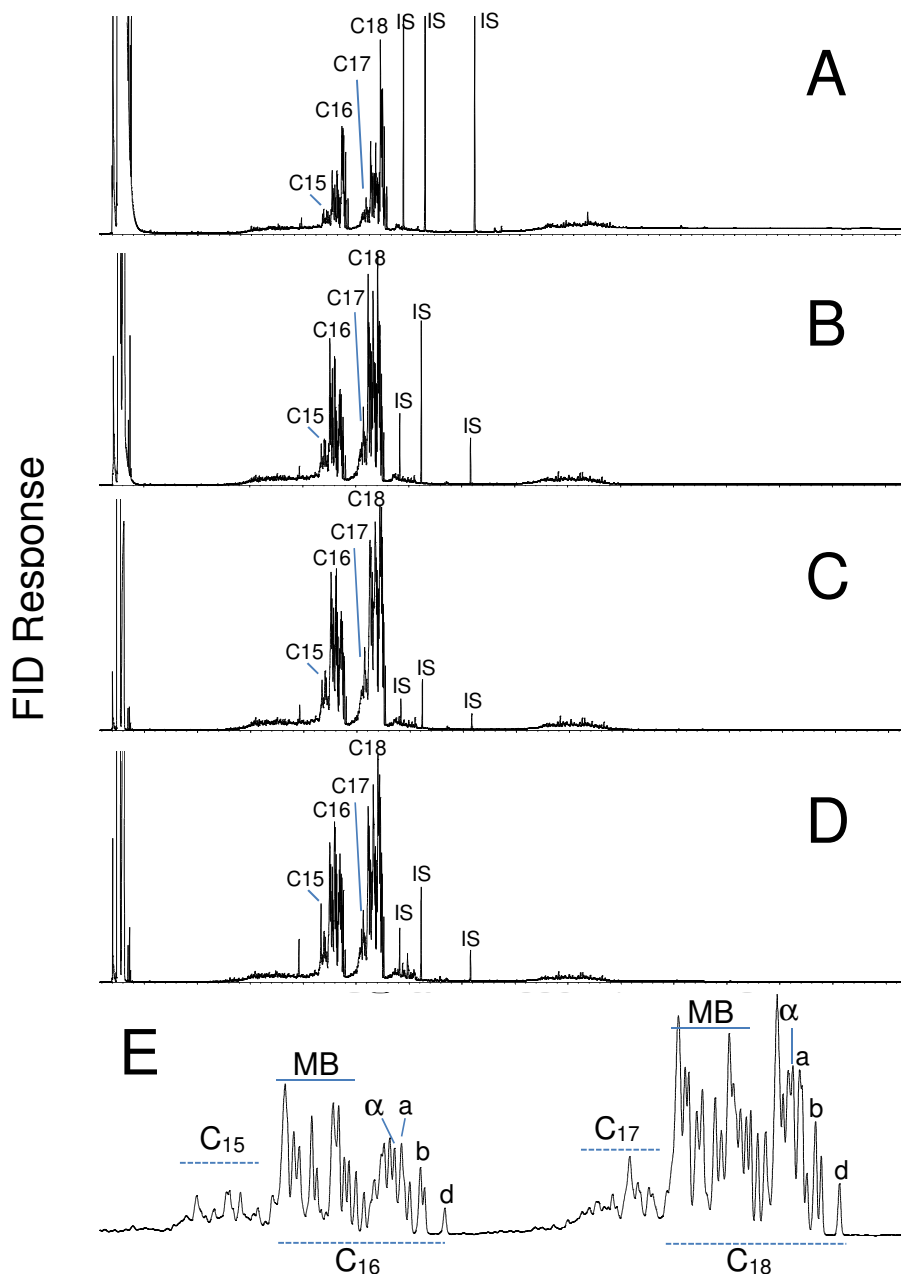 FID Response
C18 IS IS
C17
C16
C15
A
C18
C17
C16
IS
C15
IS
IS
B
C18
C17
C16
C15
IS
IS
IS
C
C18
C17
C16
C15
IS
IS
IS
D
E
MB
α a
b
d
C₁₅
C₁₆
MB
α
a
b
d
C₁₇
C₁₈